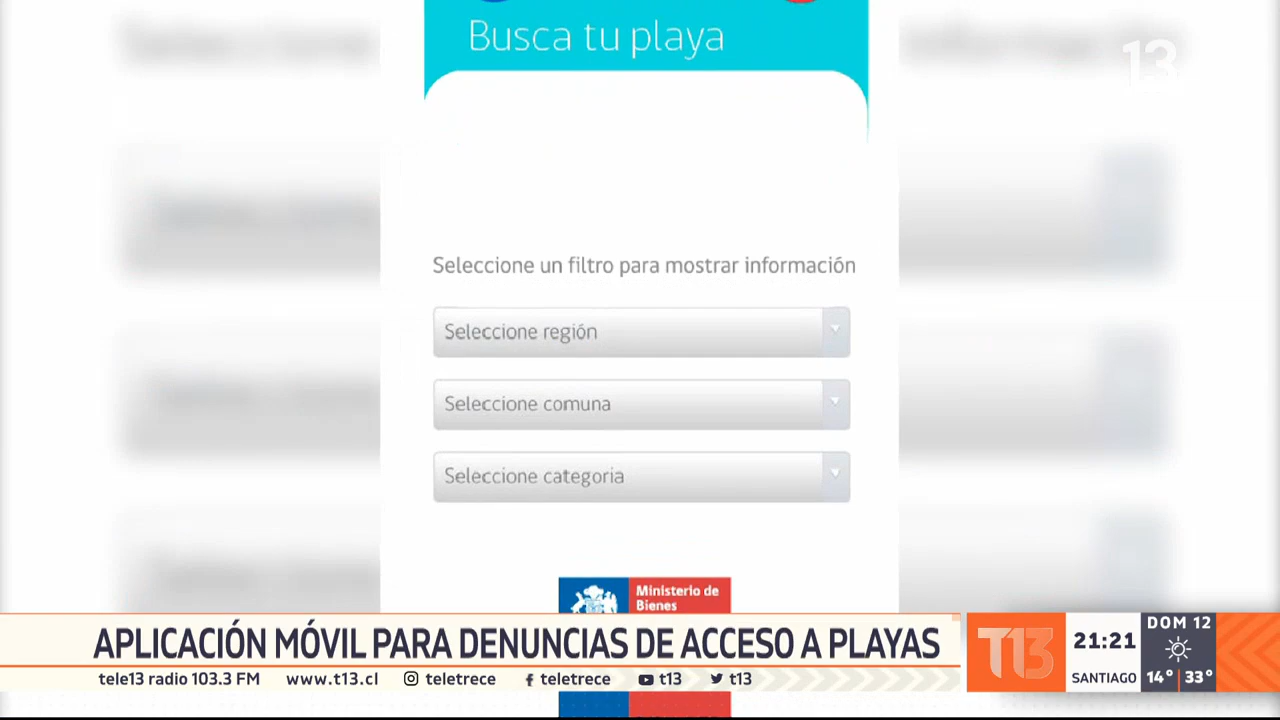 Busca tu playa
13
Seleccione un filtro para mostrar información
Seleccione región
Seleccione comuna
Seleccione categoria
Ministerio de
Bienes
APLICACIÓN MÓVIL PARA DENUNCIAS DE ACCESO A PLAYAS
tele13 radio 103.3 FM www.t13.cl teletrece teletrece t13 t13
T13
21:21
SANTIAGO
DOM 12
14° 33°